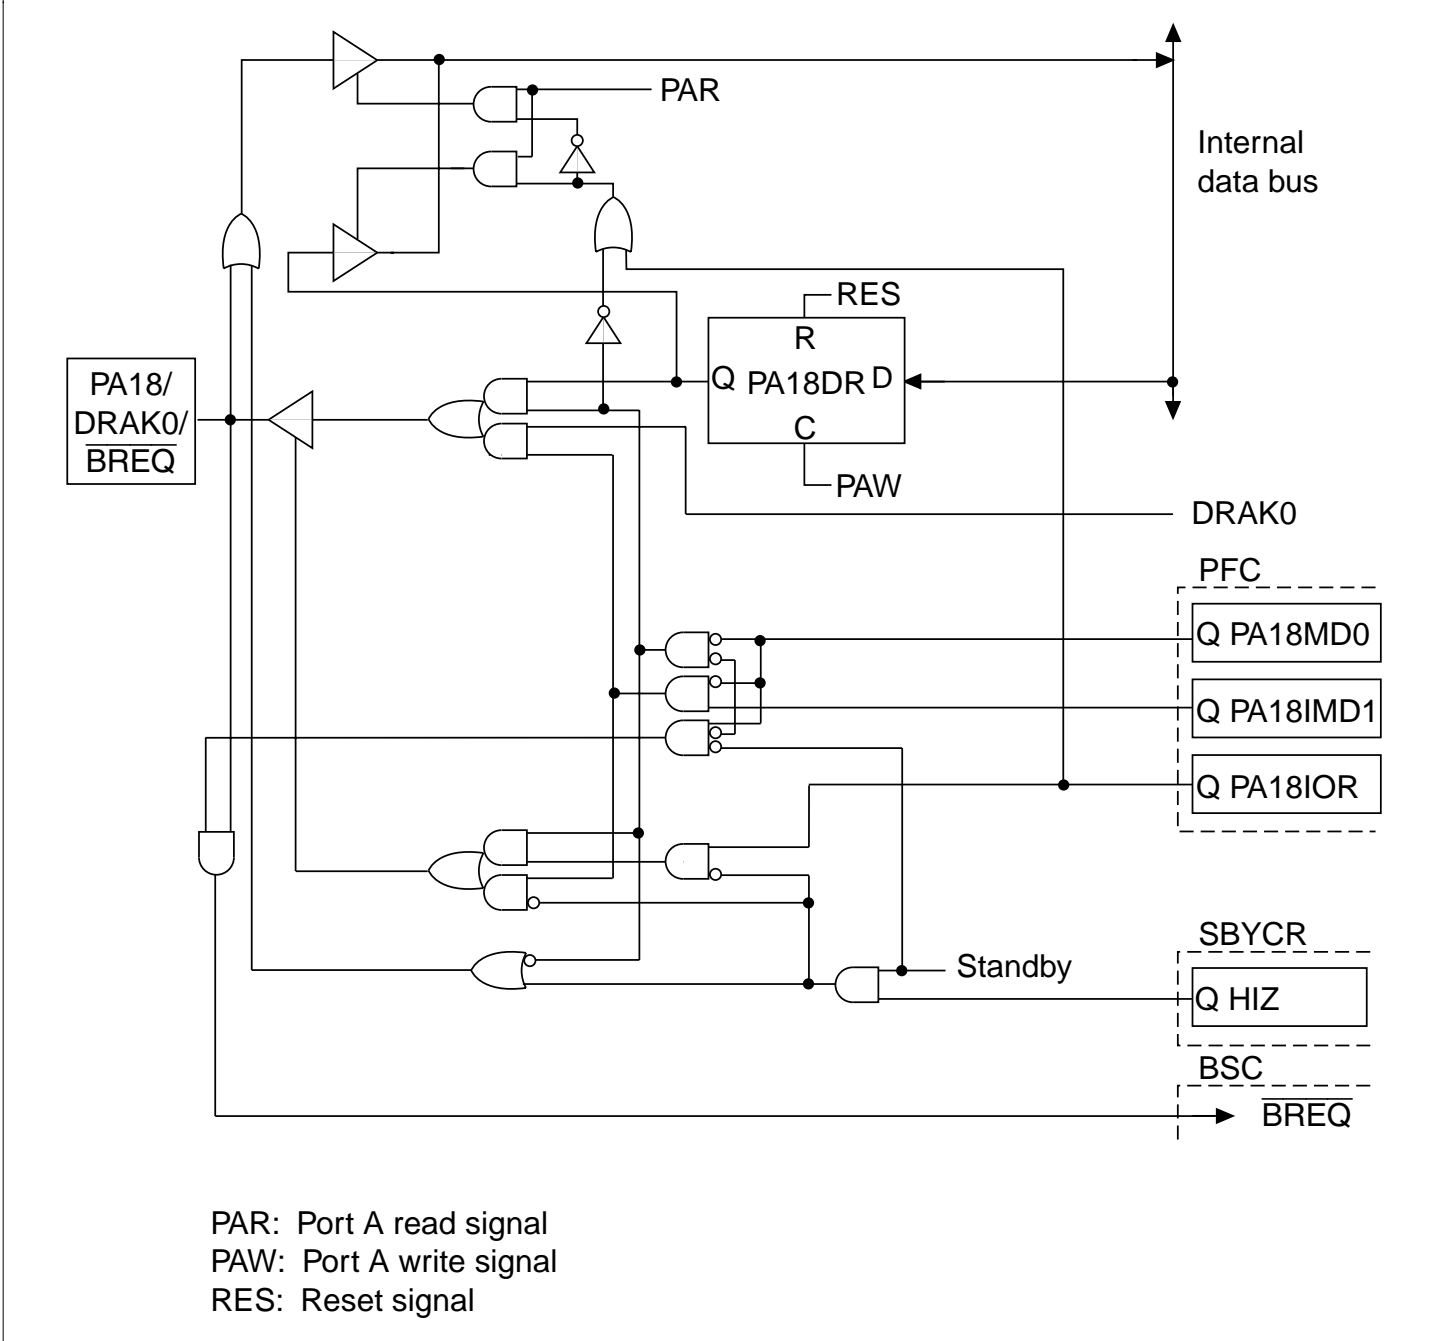 PAR
Internal
data bus
RES
R
Q PA18DR D
C
PAW
PA18/
DRAK0/
BREQ
DRAK0
PFC
Q PA18MD0
Q PA18IMD1
Q PA18IOR
SBYCR
Standby
Q HIZ
BSC
BREQ
PAR: Port A read signal
PAW: Port A write signal
RES: Reset signal